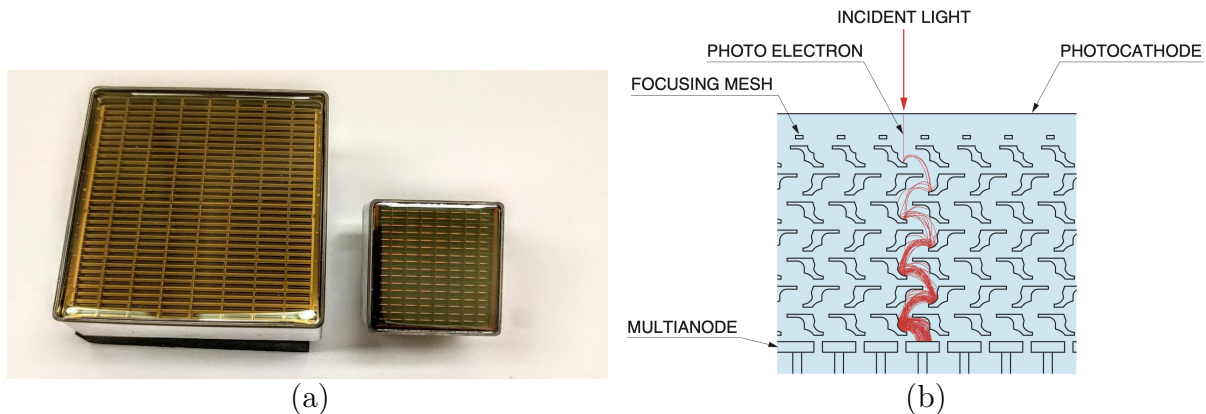 INCIDENT LIGHT
PHOTO ELECTRON
PHOTOCATHODE
FOCUSING MESH
MULTIANODE
(a)
(b)